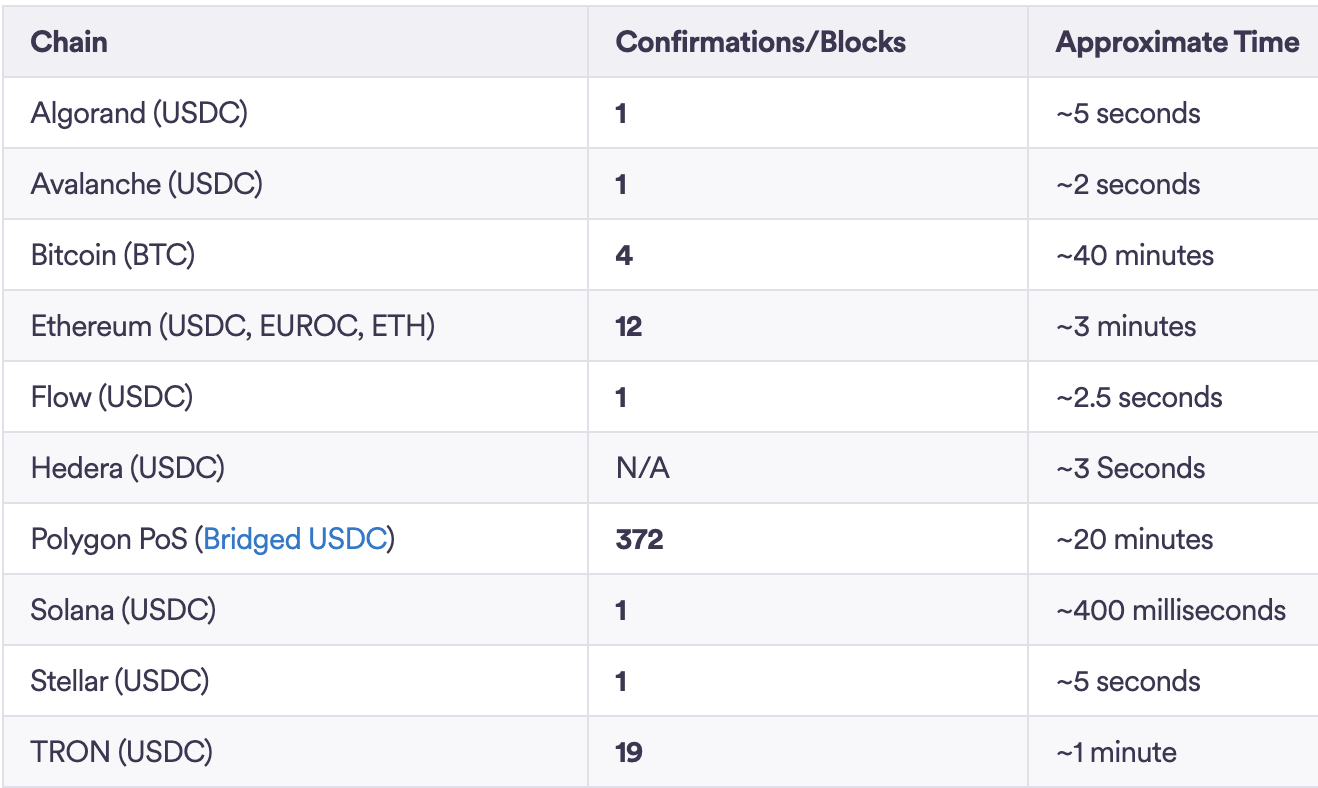 Chain Confirmations/Blocks Approximate Time
Algorand (USDC) 1 ~5 seconds
Avalanche (USDC) 1 ~2 seconds
Bitcoin (BTC) 4 ~40 minutes
Ethereum (USDC, EUROC, ETH) 12 ~3 minutes
Flow (USDC) 1 ~2.5 seconds
Hedera (USDC) N/A ~3 Seconds
Polygon PoS (Bridged USDC) 372 ~20 minutes
Solana (USDC) 1 ~400 milliseconds
Stellar (USDC) 1 ~5 seconds
TRON (USDC) 19 ~1 minute